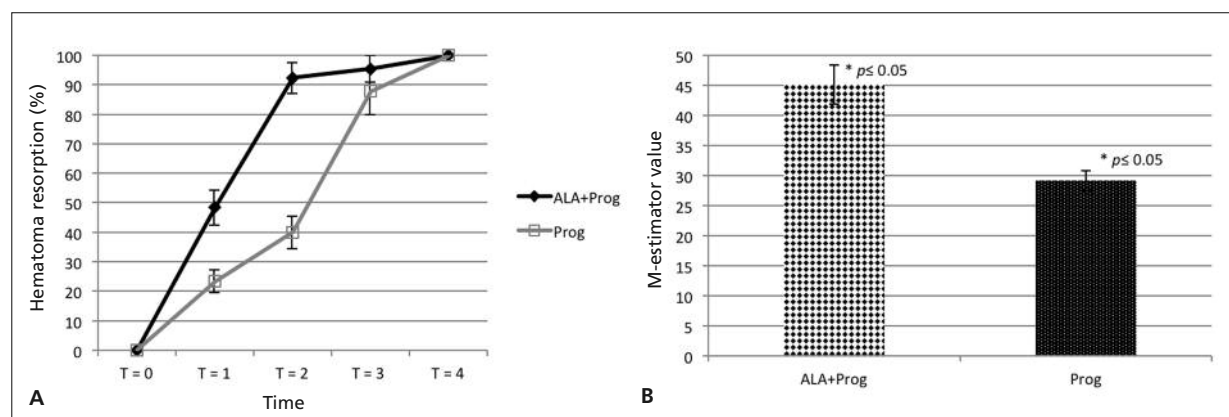 Hematoma resorption (%)
100
90
80
70
60
50
40
30
20
10
0
T = 0 T = 1 T = 2 T = 3 T = 4
Time
A
ALA+Prog
Prog
M-estimator value
50
45
40
35
30
25
20
15
10
5
0
* p≤ 0.05
* p≤ 0.05
ALA+Prog Prog
B